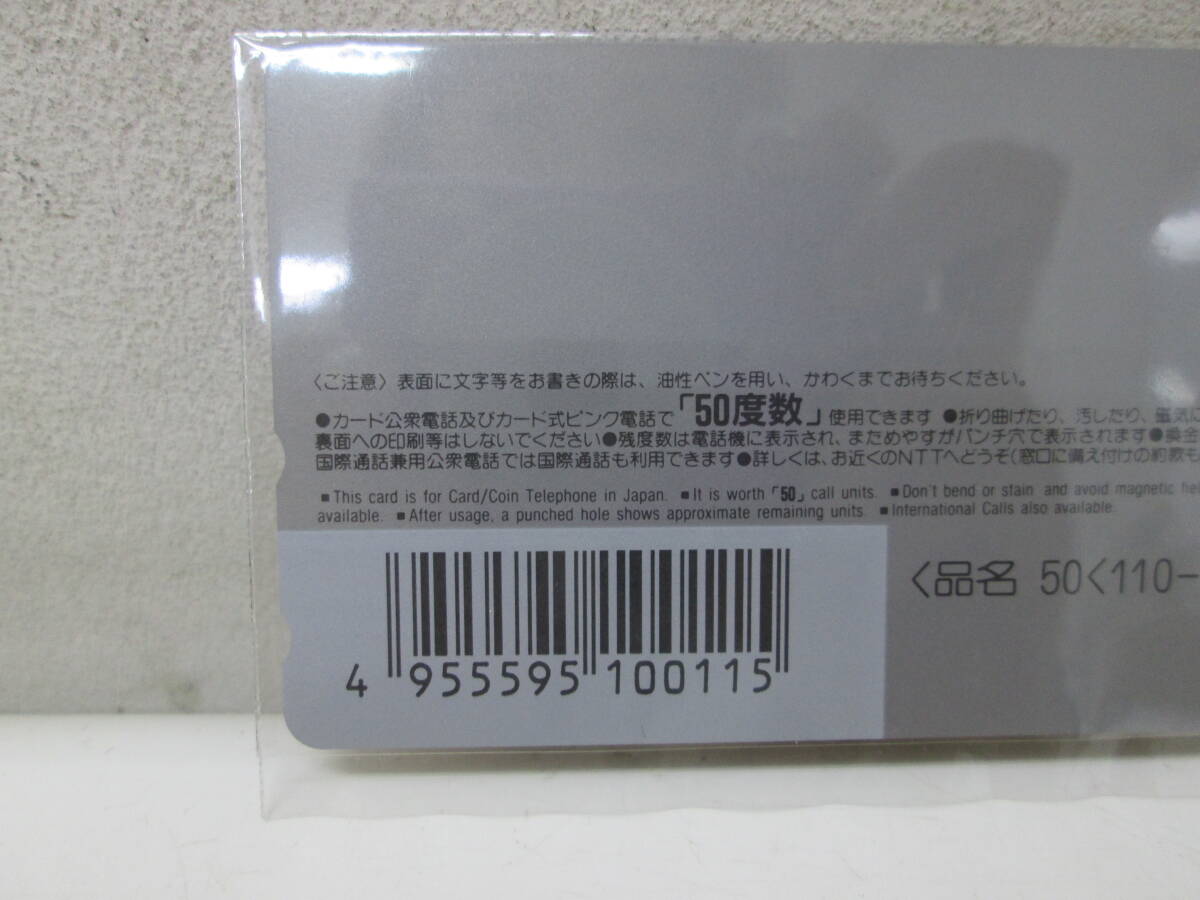 〈ご注意〉表面に文字等をお書きの際は、油性ペンを用い、かわくまでお待ちください。
●カード公衆電話及びカード式ピンク電話で「50度数」使用できます ●折り曲げたり、汚したり、磁気
裏面への印刷等はしないでください●残度数は電話機に表示され、まためやすがパンチ穴で表示されます●換金
国際通話兼用公衆電話では国際通話も利用できます●詳しくは、お近くのNTTへどうぞ(窓口に備え付けの約款も
■This card is for Card/Coin Telephone in Japan. ■It is worth「50」call units. ■Don't bend or stain and avoid magnetic
available. ■After usage, a punched hole shows approximate remaining units ■International Calls also available.
〈品名 50〈110-
4 955595 100115